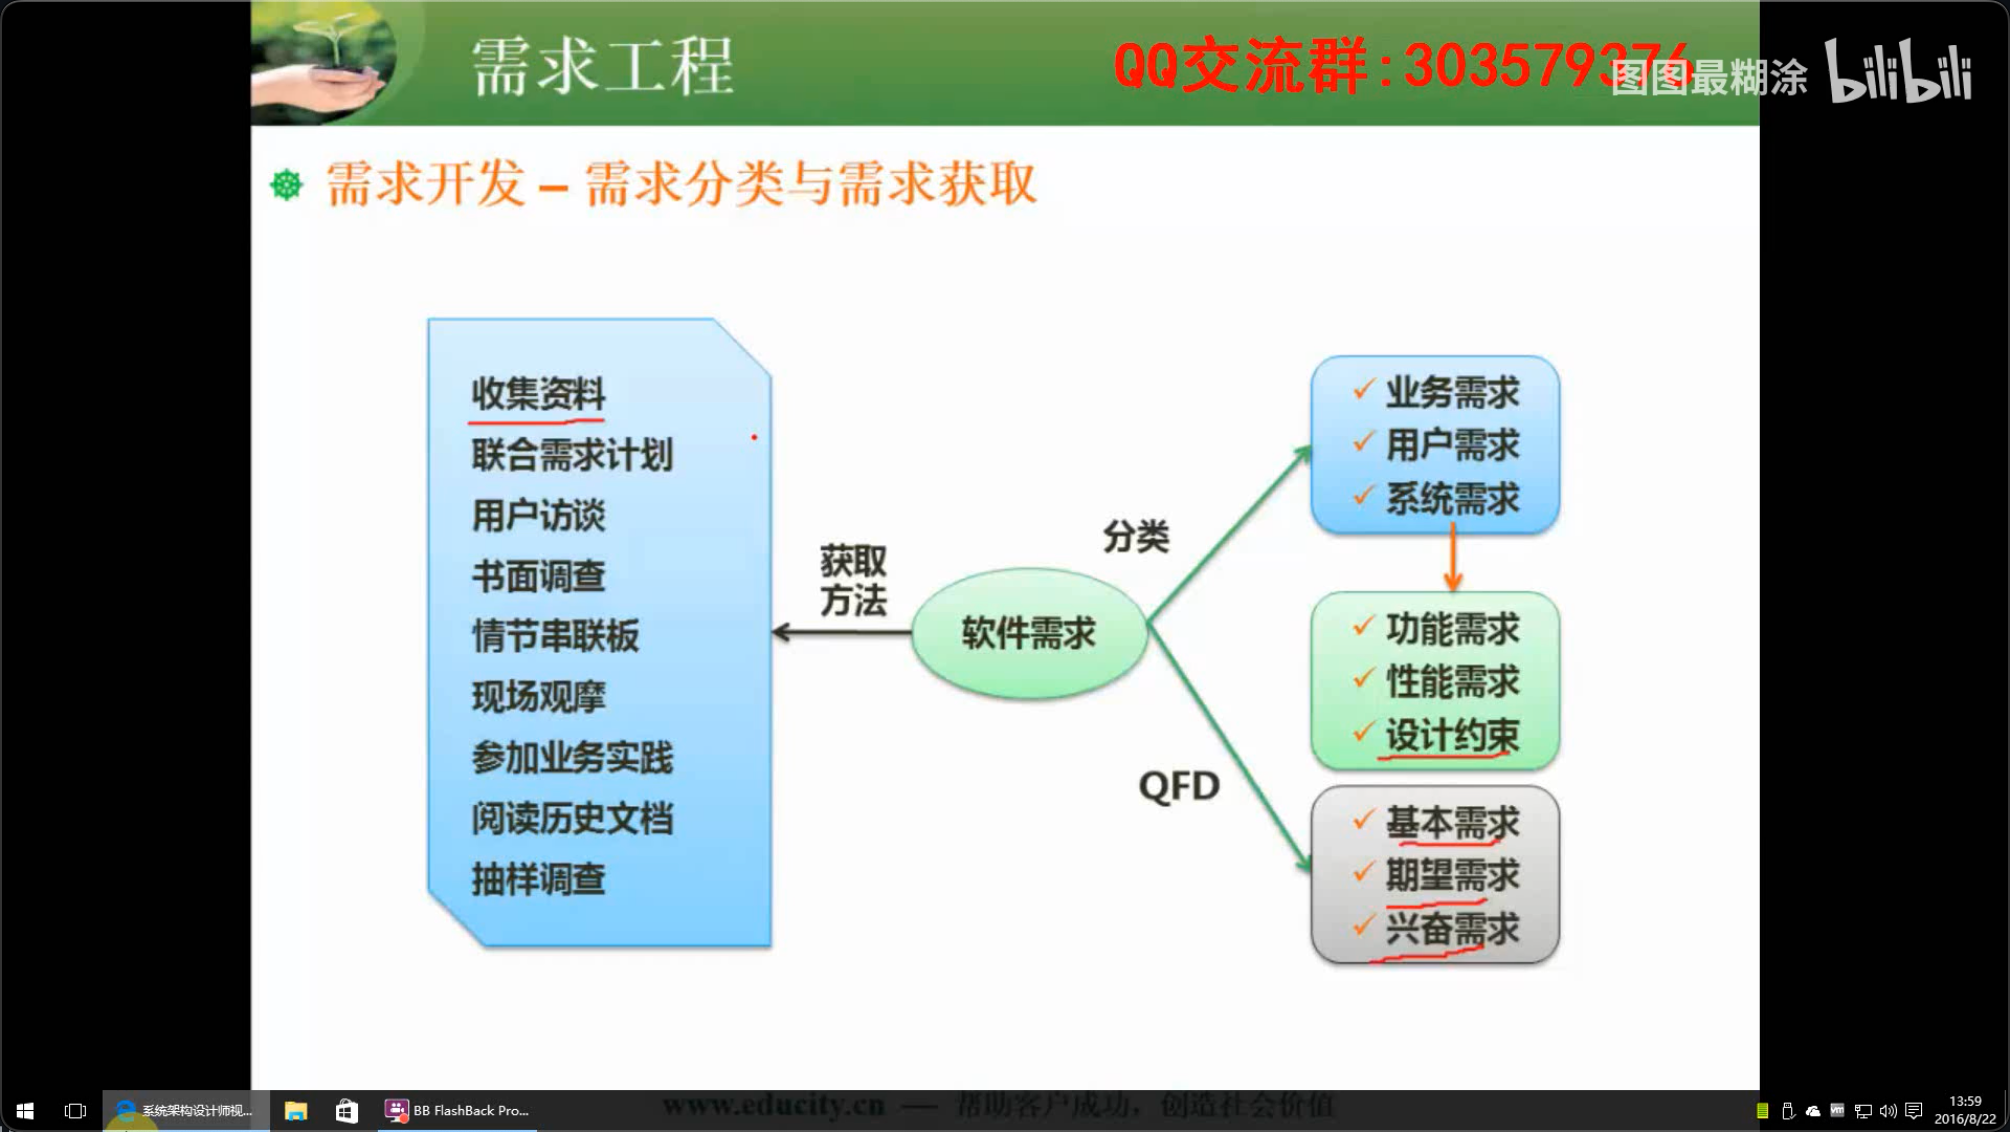 需求工程
QQ交流群:303579376
图图最糊涂 bilibili
需求开发 – 需求分类与需求获取
收集资料
联合需求计划
用户访谈
书面调查
情节串联板
现场观摩
参加业务实践
阅读历史文档
抽样调查
获取
方法
软件需求
分类
QFD
✓ 业务需求
✓ 用户需求
✓ 系统需求
✓ 功能需求
✓ 性能需求
✓ 设计约束
✓ 基本需求
✓ 期望需求
✓ 兴奋需求
www.educity.cn — 帮助客户成功，创造社会价值
系统架构设计师视...
BB FlashBack Pro...
13:59
2016/8/22